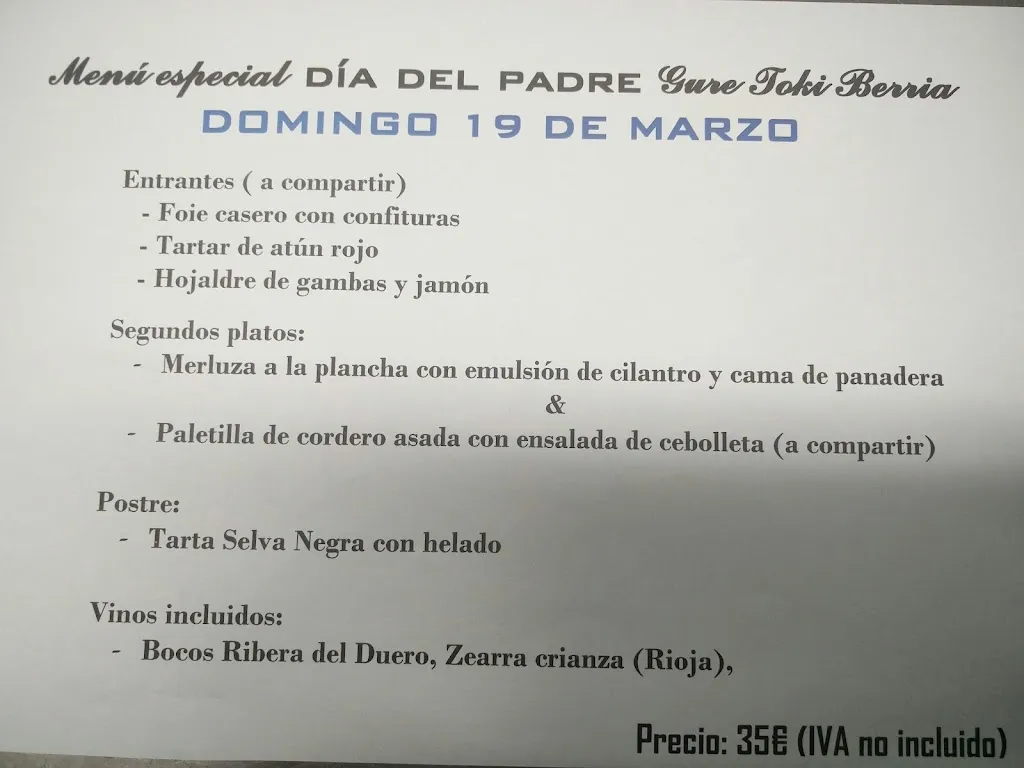 Menú especial DÍA DEL PADRE Gure Toki Berria
DOMINGO 19 DE MARZO
Entrantes ( a compartir)
- Foie casero con confituras
- Tartar de atún rojo
- Hojaldre de gambas y jamón
Segundos platos:
- Merluza a la plancha con emulsión de cilantro y cama de panadera
&
- Paletilla de cordero asada con ensalada de cebolleta (a compartir)
Postre:
- Tarta Selva Negra con helado
Vinos incluidos:
- Bocos Ribera del Duero, Zearra crianza (Rioja),
Precio: 35€ (IVA no incluido)